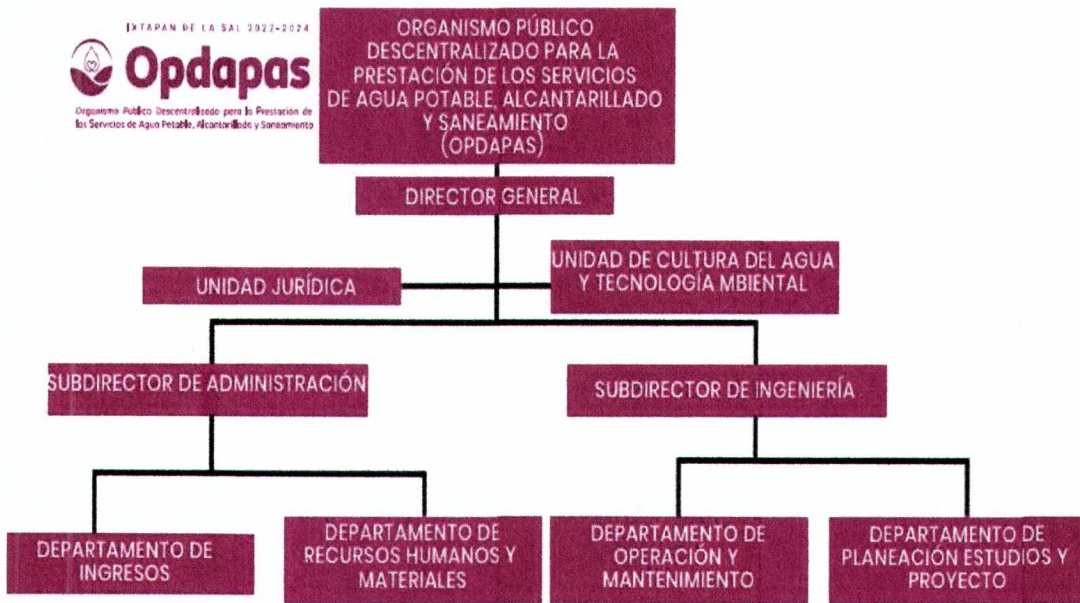 IXTAPAN DE LA SAL 2022-2024
Opdapas
Organismo Público Descentralizado para la Prestación de
los Servicios de Agua Potable, Alcantarillado y Saneamiento
ORGANISMO PÚBLICO
DESCENTRALIZADO PARA LA
PRESTACIÓN DE LOS SERVICIOS
DE AGUA POTABLE, ALCANTARILLADO
Y SANEAMIENTO
(OPDAPAS)
DIRECTOR GENERAL
UNIDAD JURÍDICA
UNIDAD DE CULTURA DEL AGUA
Y TECNOLOGÍA MBIENTAL
SUBDIRECTOR DE ADMINISTRACIÓN
SUBDIRECTOR DE INGENIERÍA
DEPARTAMENTO DE
INGRESOS
DEPARTAMENTO DE
RECURSOS HUMANOS Y
MATERIALES
DEPARTAMENTO DE
OPERACIÓN Y
MANTENIMIENTO
DEPARTAMENTO DE
PLANEACIÓN ESTUDIOS Y
PROYECTO